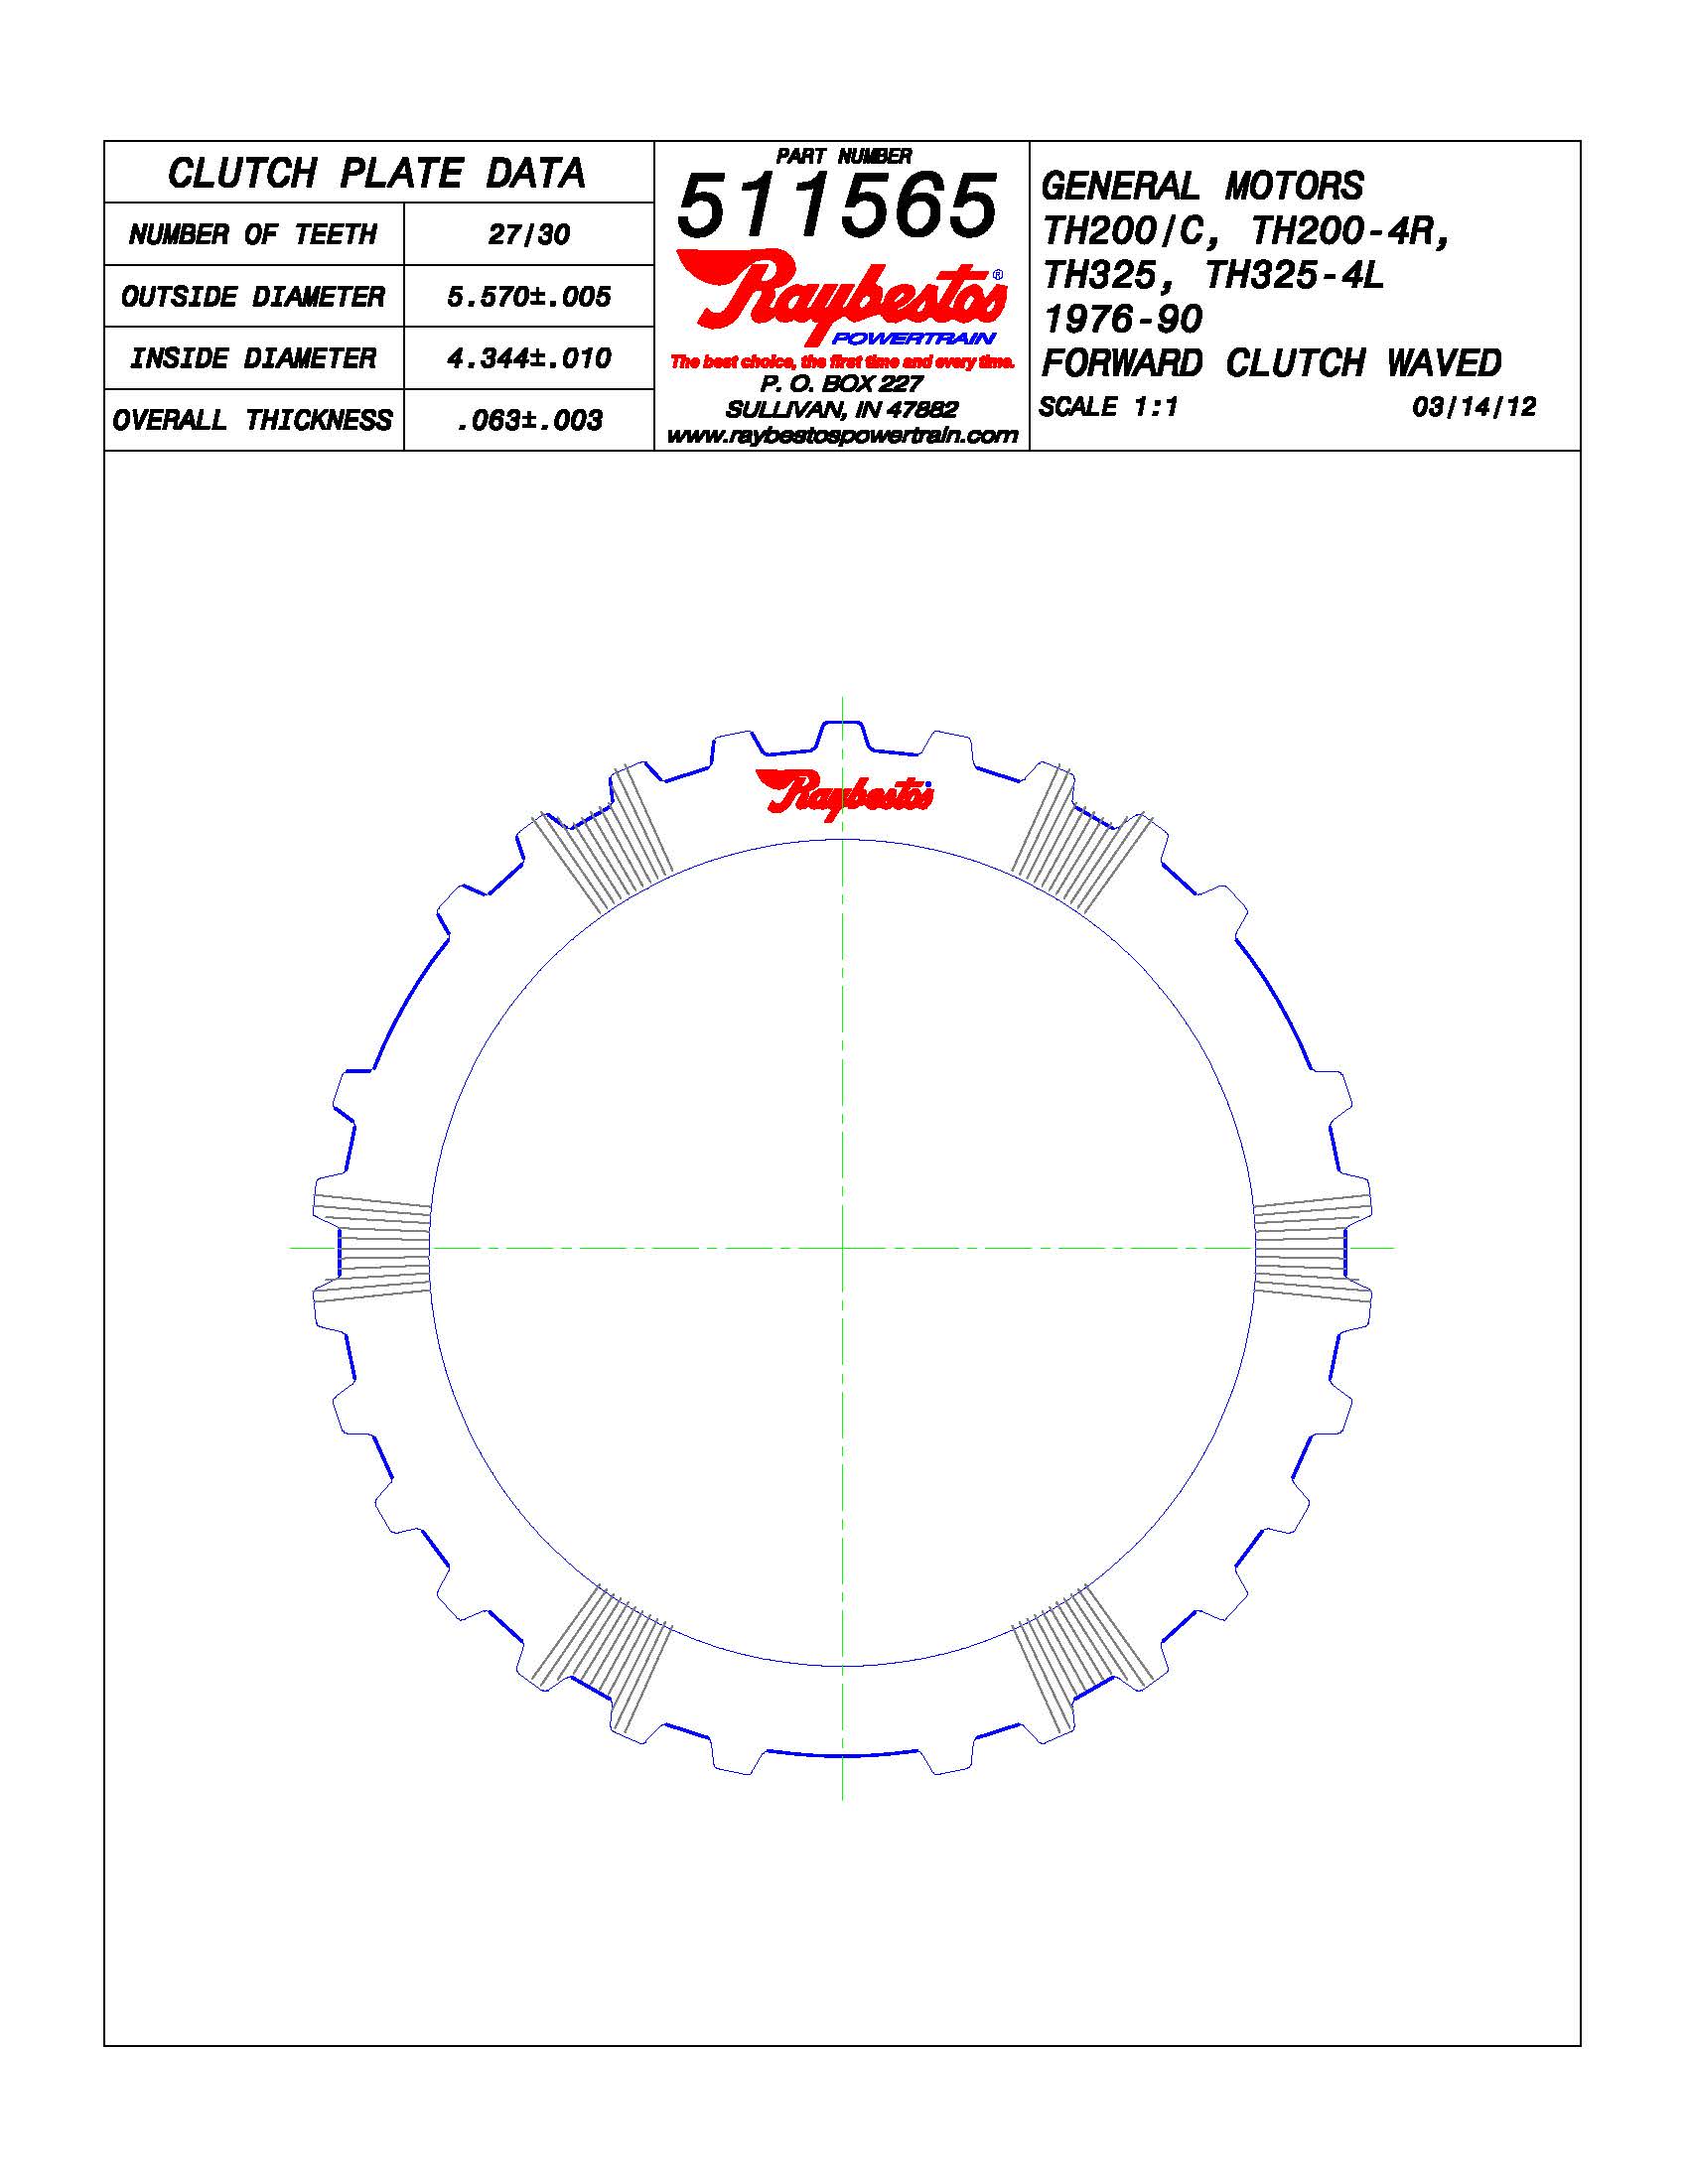 CLUTCH PLATE DATA
NUMBER OF TEETH 27/30
OUTSIDE DIAMETER 5.570±.005
INSIDE DIAMETER 4.344±.010
OVERALL THICKNESS .063±.003
PART NUMBER
511565
Raybestos®
POWERTRAIN
The best choice, the first time and every time.
P. O. BOX 227
SULLIVAN, IN 47882
www.raybestospowertrain.com
GENERAL MOTORS
TH200/C, TH200-4R,
TH325, TH325-4L
1976-90
FORWARD CLUTCH WAVED
SCALE 1:1 03/14/12
Raybestos